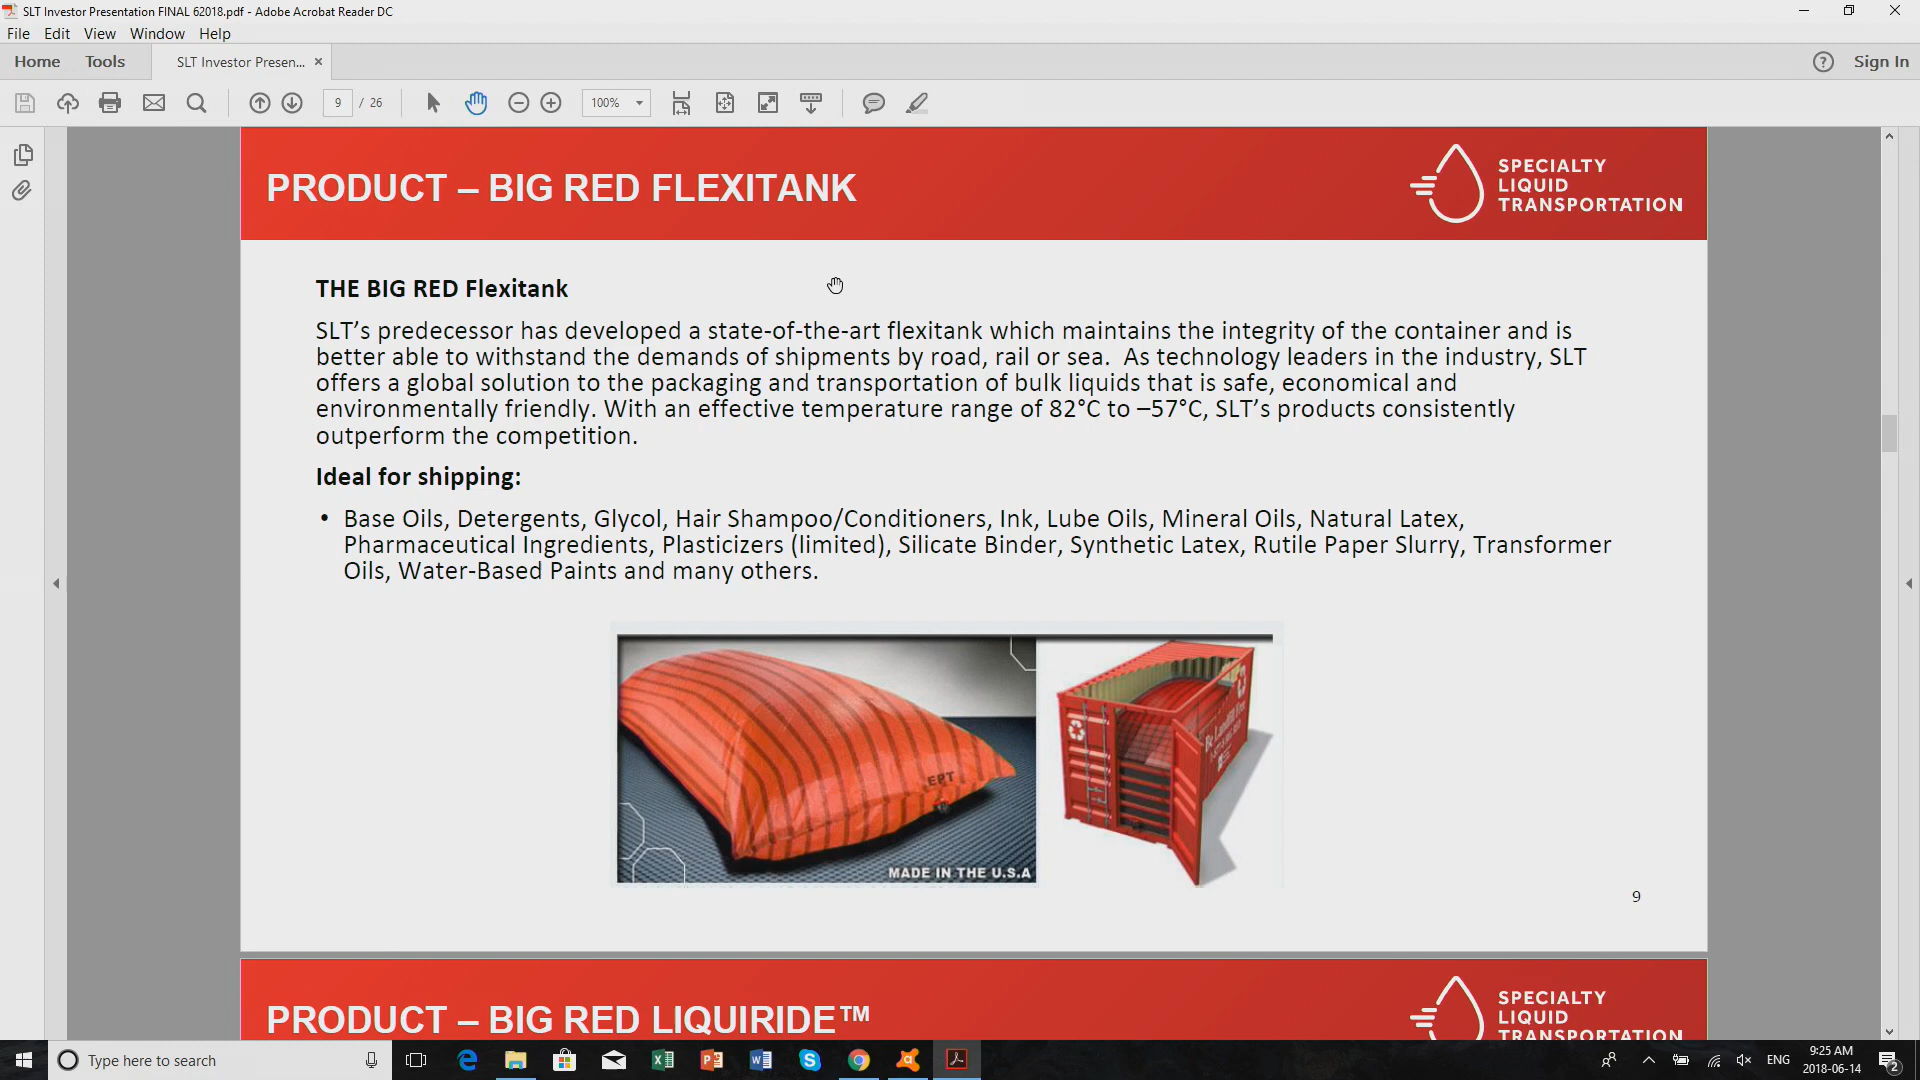 SLT Investor Presentation FINAL 62018.pdf - Adobe Acrobat Reader DC
File Edit View Window Help
Home Tools SLT Investor Presen... × Sign In
9 / 26 100%
PRODUCT – BIG RED FLEXITANK
SPECIALTY
LIQUID
TRANSPORTATION
THE BIG RED Flexitank
SLT’s predecessor has developed a state-of-the-art flexitank which maintains the integrity of the container and is
better able to withstand the demands of shipments by road, rail or sea. As technology leaders in the industry, SLT
offers a global solution to the packaging and transportation of bulk liquids that is safe, economical and
environmentally friendly. With an effective temperature range of 82°C to –57°C, SLT’s products consistently
outperform the competition.
Ideal for shipping:
• Base Oils, Detergents, Glycol, Hair Shampoo/Conditioners, Ink, Lube Oils, Mineral Oils, Natural Latex,
Pharmaceutical Ingredients, Plasticizers (limited), Silicate Binder, Synthetic Latex, Rutile Paper Slurry, Transformer
Oils, Water-Based Paints and many others.
EPT
MADE IN THE U.S.A
9
PRODUCT – BIG RED LIQUIRIDE™
SPECIALTY
LIQUID
TRANSPORTATION
Type here to search
ENG
9:25 AM
2018-06-14
2